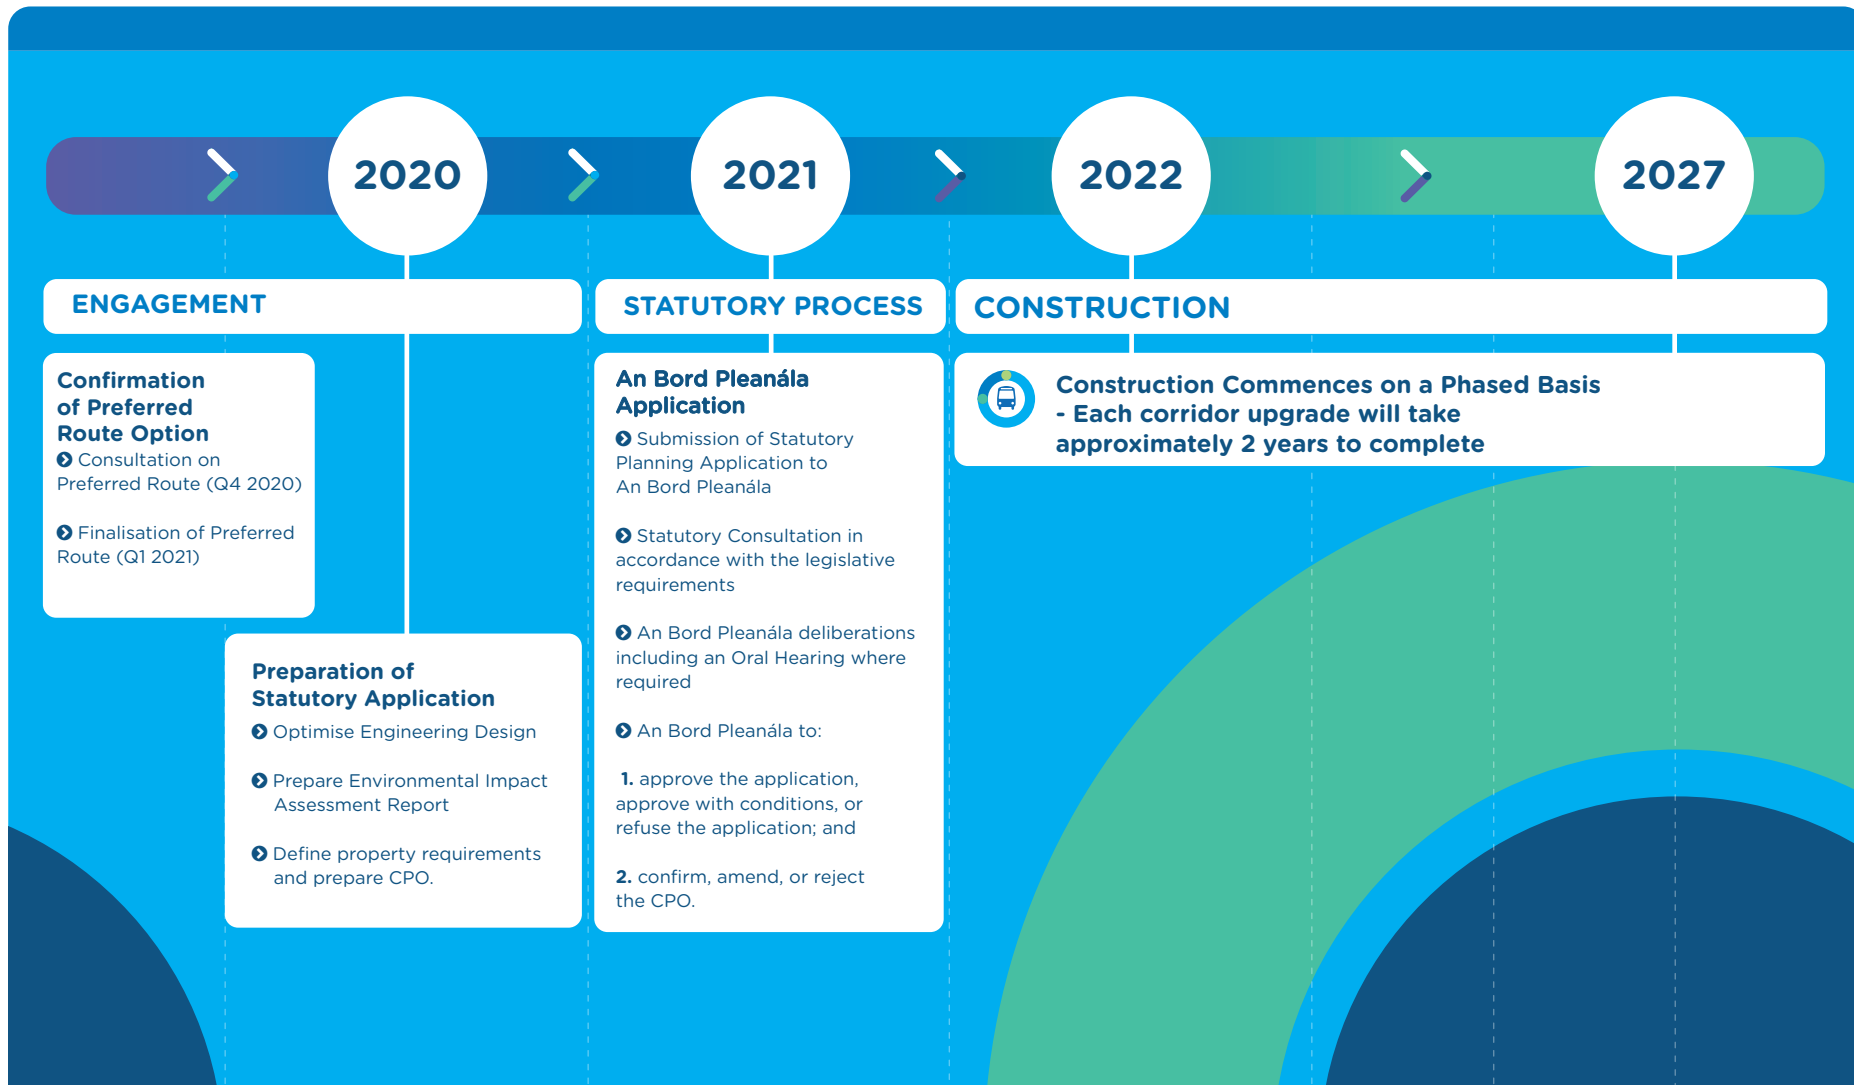 2020
2021
2022
2027
ENGAGEMENT
STATUTORY PROCESS
CONSTRUCTION
Confirmation
of Preferred
Route Option
Consultation on
Preferred Route (Q4 2020)
Finalisation of Preferred
Route (Q1 2021)
Preparation of
Statutory Application
Optimise Engineering Design
Prepare Environmental Impact
Assessment Report
Define property requirements
and prepare CPO.
An Bord Pleanála
Application
Submission of Statutory
Planning Application to
An Bord Pleanála
Statutory Consultation in
accordance with the legislative
requirements
An Bord Pleanála deliberations
including an Oral Hearing where
required
An Bord Pleanála to:
1. approve the application,
approve with conditions, or
refuse the application; and
2. confirm, amend, or reject
the CPO.
Construction Commences on a Phased Basis
- Each corridor upgrade will take
approximately 2 years to complete